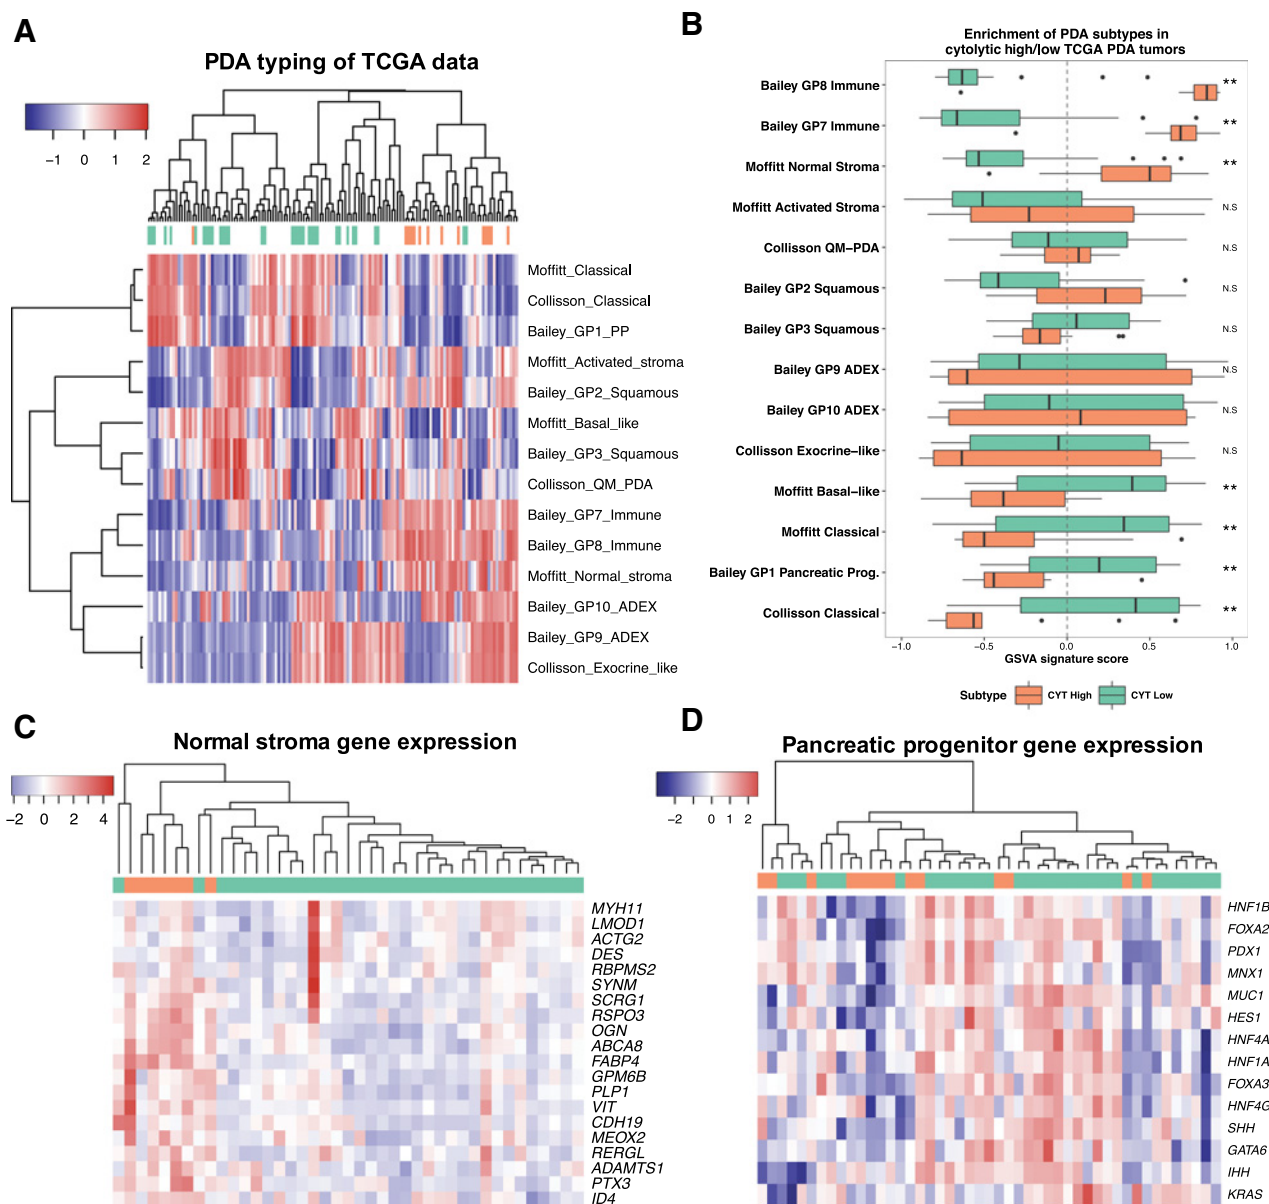 A
PDA typing of TCGA data
−1 0 1 2
Moffitt_Classical
Collisson_Classical
Bailey_GP1_PP
Moffitt_Activated_stroma
Bailey_GP2_Squamous
Moffitt_Basal_like
Bailey_GP3_Squamous
Collisson_QM_PDA
Bailey_GP7_Immune
Bailey_GP8_Immune
Moffitt_Normal_stroma
Bailey_GP10_ADEX
Bailey_GP9_ADEX
Collisson_Exocrine_like
B
Enrichment of PDA subtypes in
cytolytic high/low TCGA PDA tumors
Bailey GP8 Immune **
Bailey GP7 Immune **
Moffitt Normal Stroma **
Moffitt Activated Stroma N.S
Collisson QM−PDA N.S
Bailey GP2 Squamous N.S
Bailey GP3 Squamous N.S
Bailey GP9 ADEX N.S
Bailey GP10 ADEX N.S
Collisson Exocrine−like N.S
Moffitt Basal−like **
Moffitt Classical **
Bailey GP1 Pancreatic Prog. **
Collisson Classical **
−1.0 −0.5 0.0 0.5 1.0
GSVA signature score
Subtype CYT High CYT Low
C
Normal stroma gene expression
−2 0 2 4
MYH11
LMOD1
ACTG2
DES
RBPMS2
SYNM
SCRG1
RSPO3
OGN
ABCA8
FABP4
GPM6B
PLP1
VIT
CDH19
MEOX2
RERGL
ADAMTS1
PTX3
ID4
D
Pancreatic progenitor gene expression
−2 0 1 2
HNF1B
FOXA2
PDX1
MNX1
MUC1
HES1
HNF4A
HNF1A
FOXA3
HNF4G
SHH
GATA6
IHH
KRAS